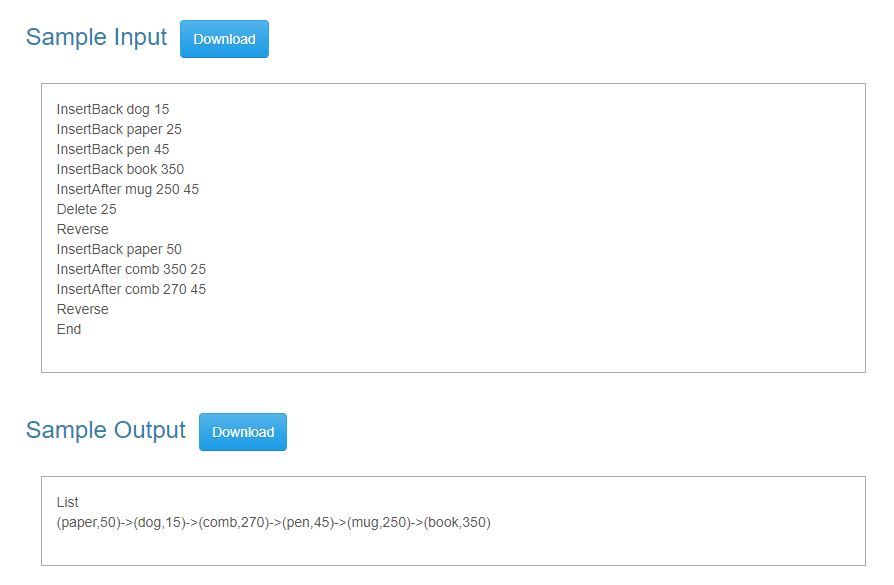 Sample Input Download
InsertBack dog 15
InsertBack paper 25
InsertBack pen 45
InsertBack book 350
InsertAfter mug 250 45
Delete 25
Reverse
InsertBack paper 50
InsertAfter comb 350 25
InsertAfter comb 270 45
Reverse
End
Sample Output Download
List
(paper,50)->(dog,15)->(comb,270)->(pen,45)->(mug,250)->(book,350)